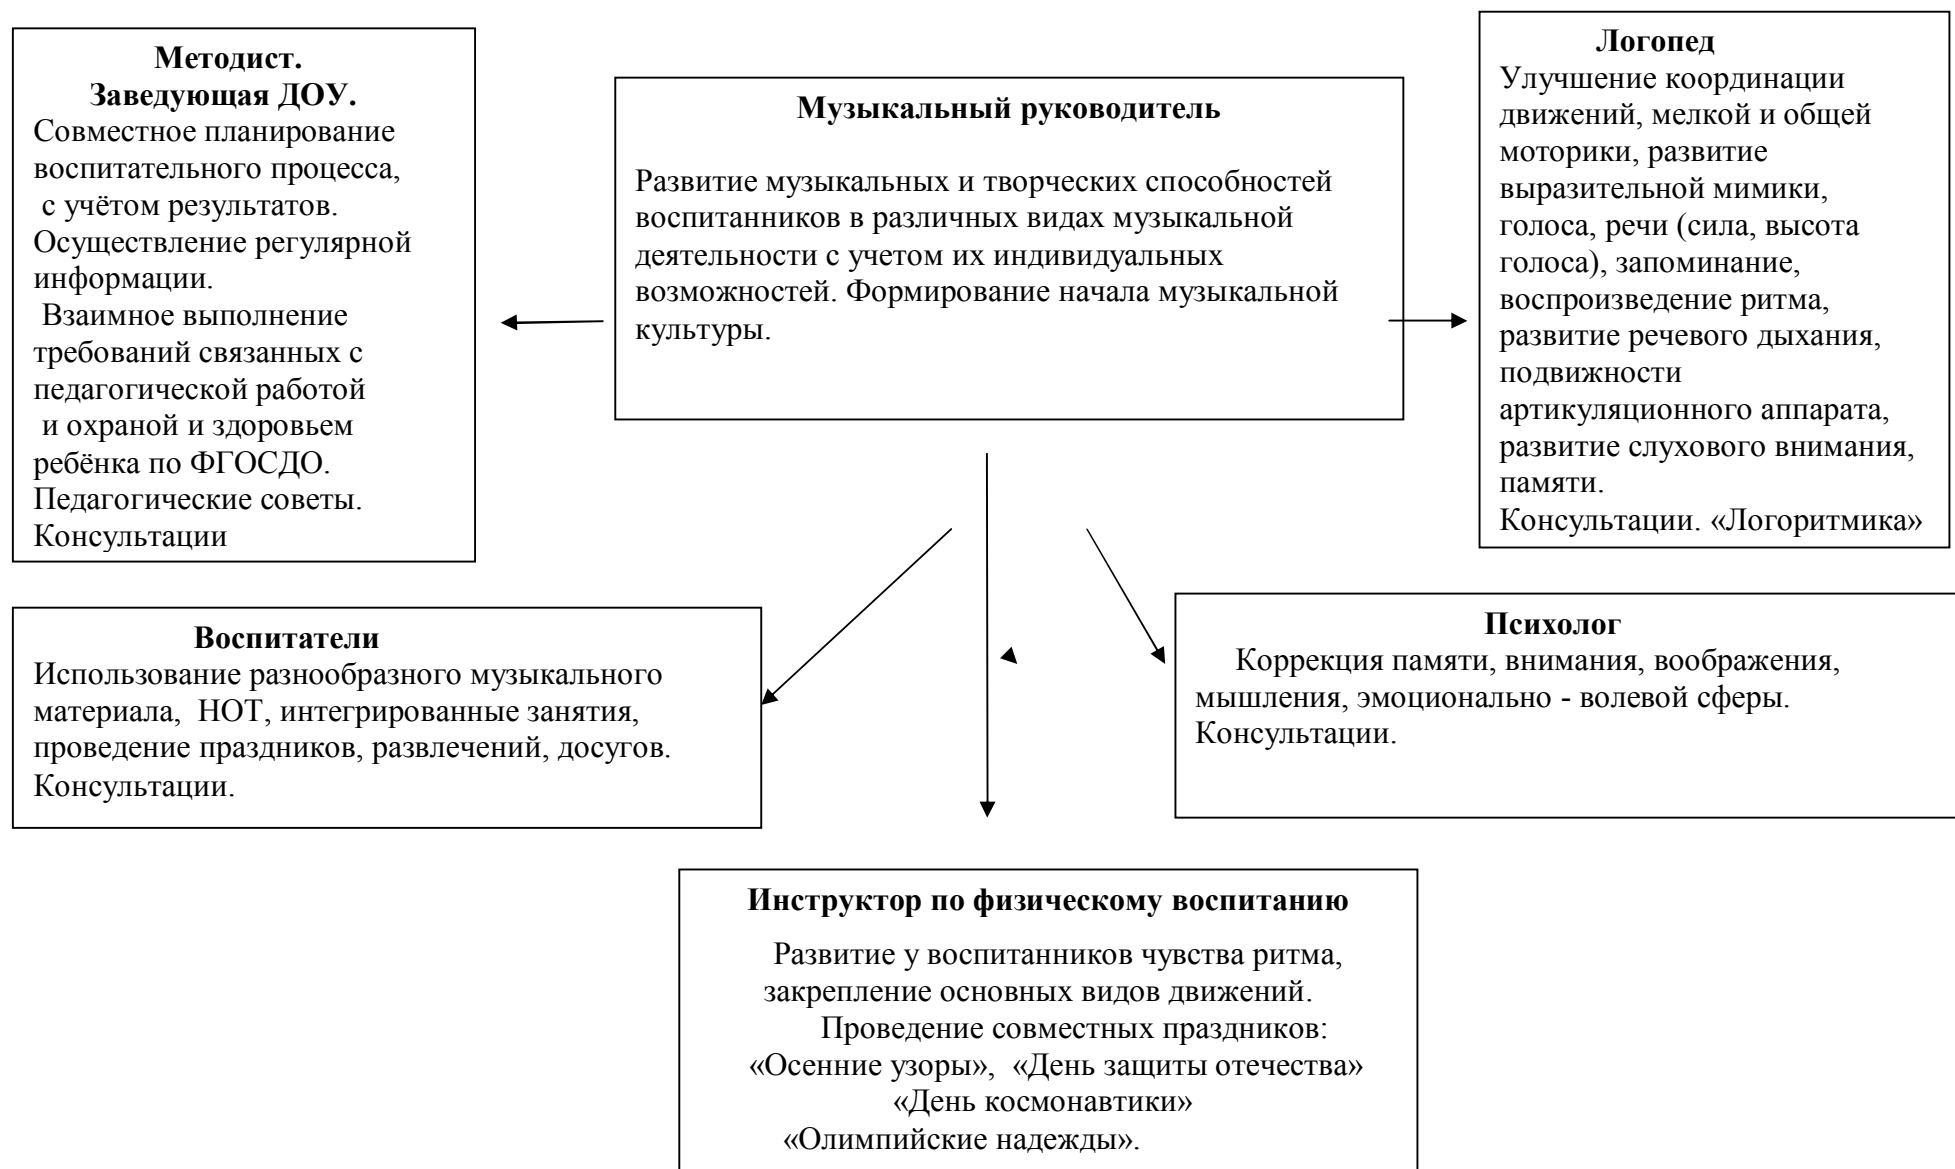 Методист.
Заведующая ДОУ.
Совместное планирование
воспитательного процесса,
с учётом результатов.
Осуществление регулярной
информации.
Взаимное выполнение
требований связанных с
педагогической работой
и охраной и здоровьем
ребёнка по ФГОСДО.
Педагогические советы.
Консультации
Музыкальный руководитель
Развитие музыкальных и творческих способностей
воспитанников в различных видах музыкальной
деятельности с учетом их индивидуальных
возможностей. Формирование начала музыкальной
культуры.
Логопед
Улучшение координации
движений, мелкой и общей
моторики, развитие
выразительной мимики,
голоса, речи (сила, высота
голоса), запоминание,
воспроизведение ритма,
развитие речевого дыхания,
подвижности
артикуляционного аппарата,
развитие слухового внимания,
памяти.
Консультации. «Логоритмика»
Воспитатели
Использование разнообразного музыкального
материала, НОТ, интегрированные занятия,
проведение праздников, развлечений, досугов.
Консультации.
Психолог
Коррекция памяти, внимания, воображения,
мышления, эмоционально - волевой сферы.
Консультации.
Инструктор по физическому воспитанию
Развитие у воспитанников чувства ритма,
закрепление основных видов движений.
Проведение совместных праздников:
«Осенние узоры», «День защиты отечества»
«День космонавтики»
«Олимпийские надежды».